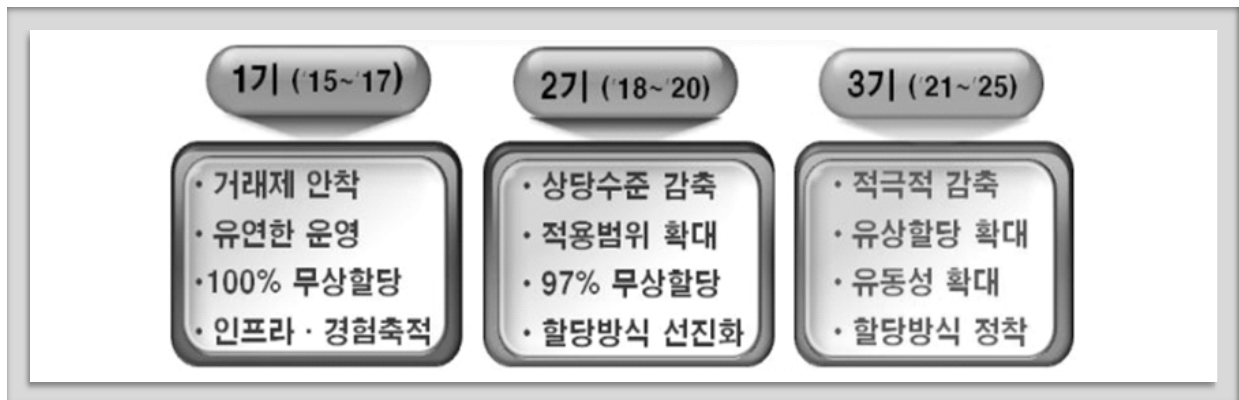 1기 (‘15~‘17)
· 거래제 안착
· 유연한 운영
·100% 무상할당
· 인프라 · 경험축적
2기 (‘18~‘20)
· 상당수준 감축
· 적용범위 확대
· 97% 무상할당
· 할당방식 선진화
3기 (‘21~‘25)
· 적극적 감축
· 유상할당 확대
· 유동성 확대
· 할당방식 정착